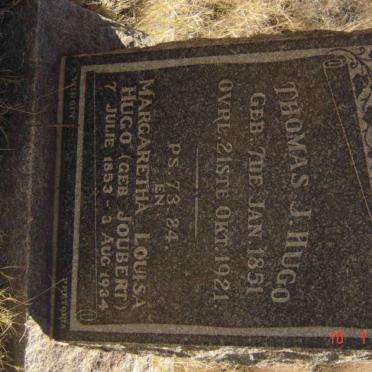 THOMAS J. HUGO
GEB 7DE JAN. 1851
OVRL. 21STE OKT. 1921.
PS. 73.24.
EN
MARGARETHA LOUISA
HUGO (GEB JOUBERT)
7 JULIE 1853 - 3 AUG 1934
10